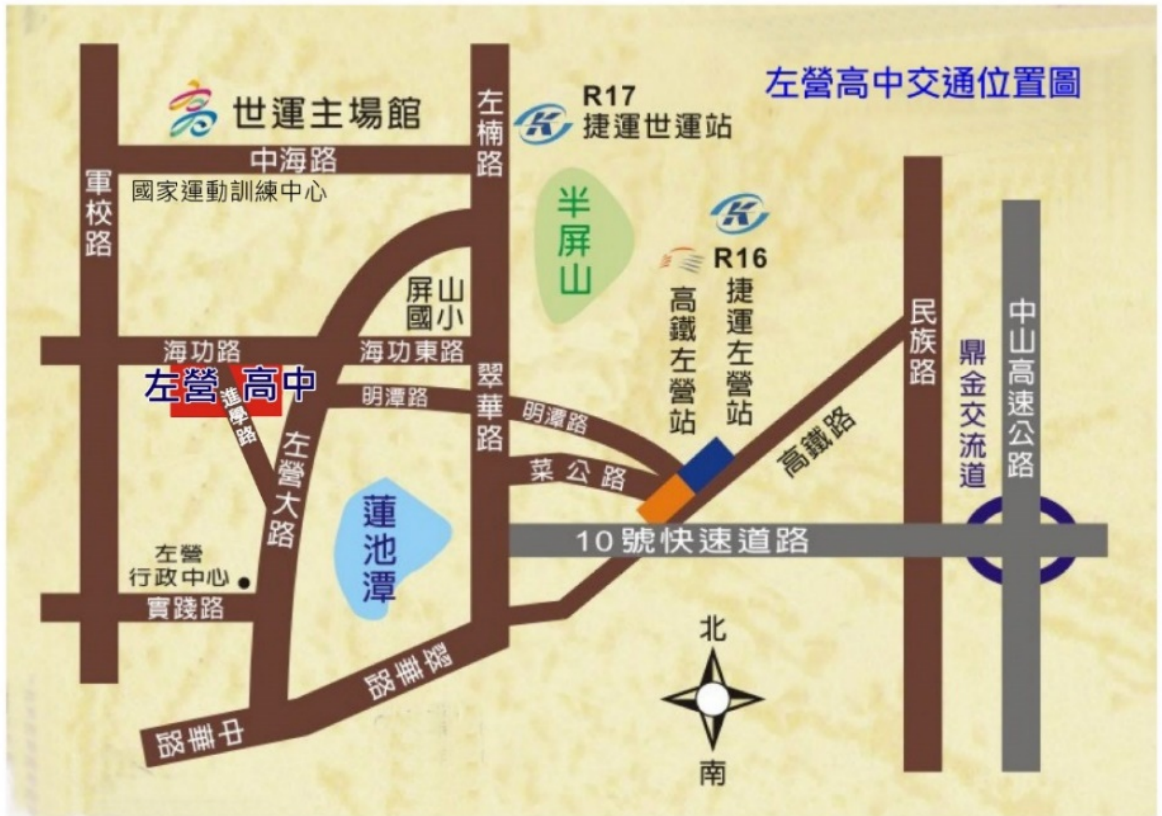 左營高中交通位置圖
世運主場館
R17
捷運世運站
左楠路
中海路
國家運動訓練中心
軍校路
半屏山
R16
捷運左營站
高鐵左營站
屏山
國小
民族路
中山高速公路
鼎金交流道
海功路
海功東路
左營高中
進學路
翠華路
明潭路
明潭路
高鐵路
菜公路
左營大路
蓮池潭
10號快速道路
左營
行政中心
實踐路
翠華路
中華路
北
南